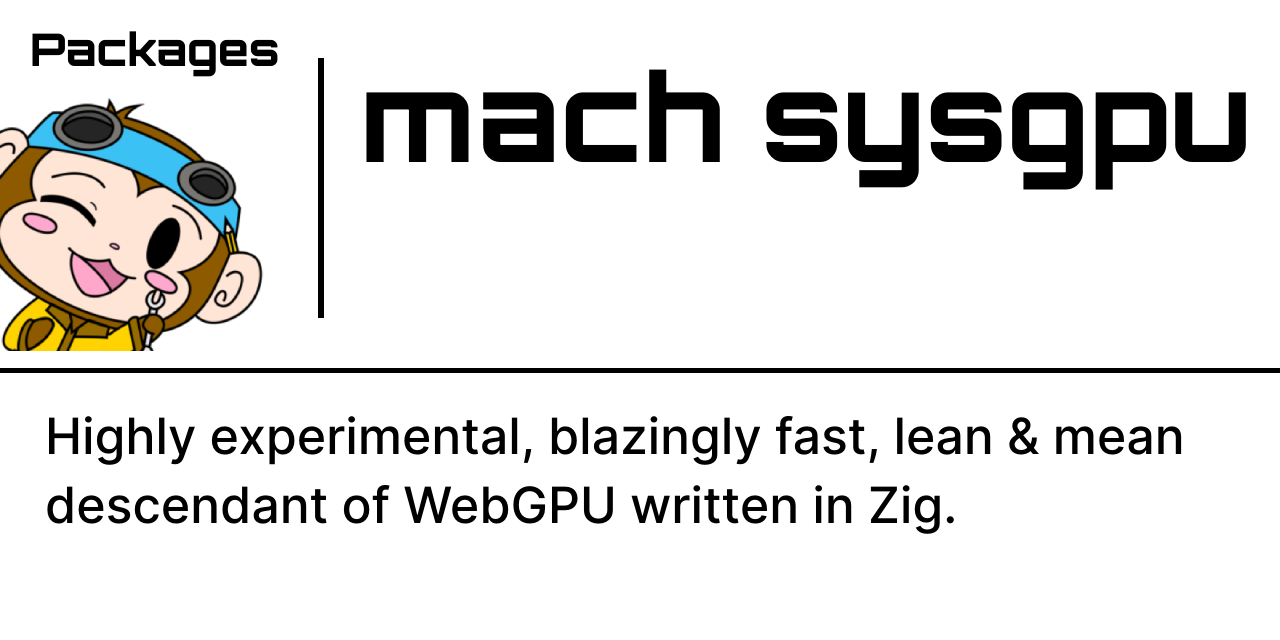 Packages
mach sysgpu
Highly experimental, blazingly fast, lean & mean
descendant of WebGPU written in Zig.